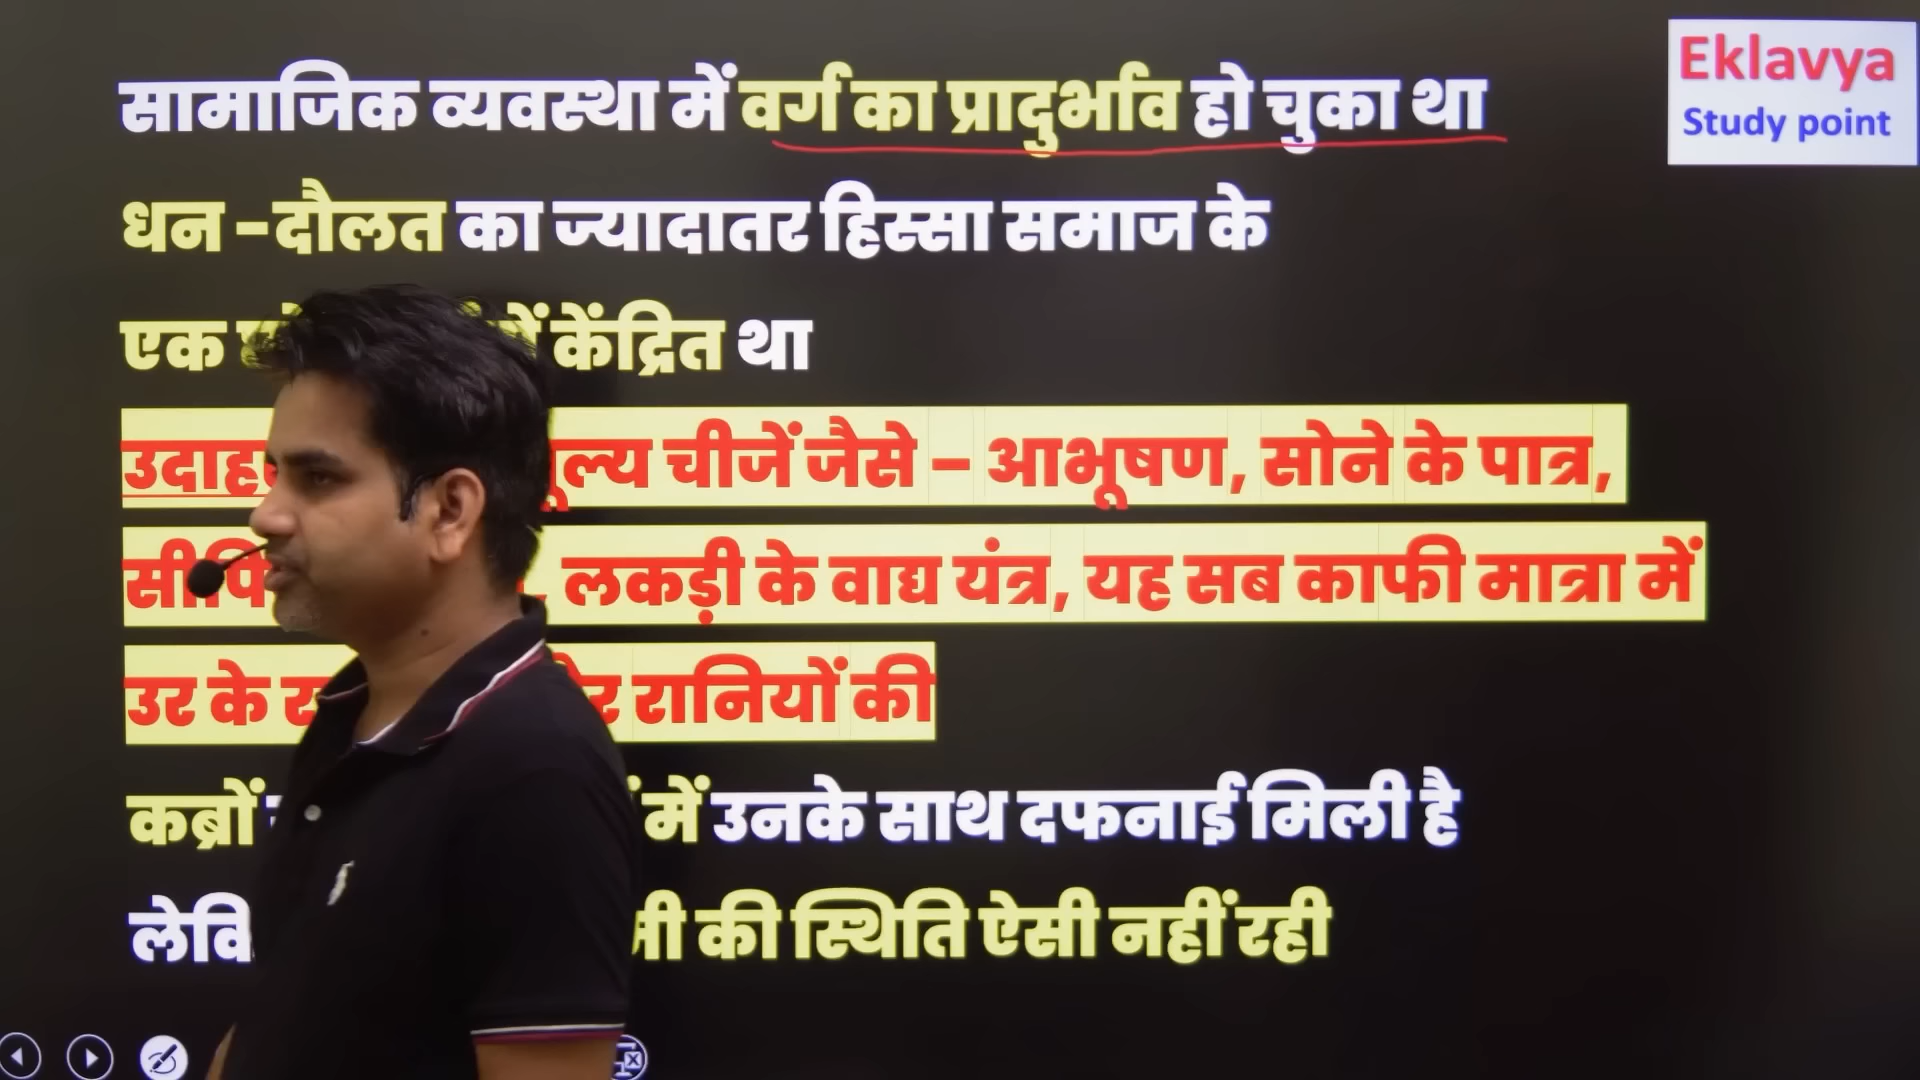 सामाजिक व्यवस्था में वर्ग का प्रादुर्भाव हो चुका था
Eklavya
Study point
धन -दौलत का ज्यादातर हिस्सा समाज के
एक में केंद्रित था
चीजें जैसे – आभूषण, सोने के पात्र,
लकड़ी के वाद्य यंत्र, यह सब काफी मात्रा में
उर के रानियों की
कब्रों में उनके साथ दफनाई मिली है
की स्थिति ऐसी नहीं रही